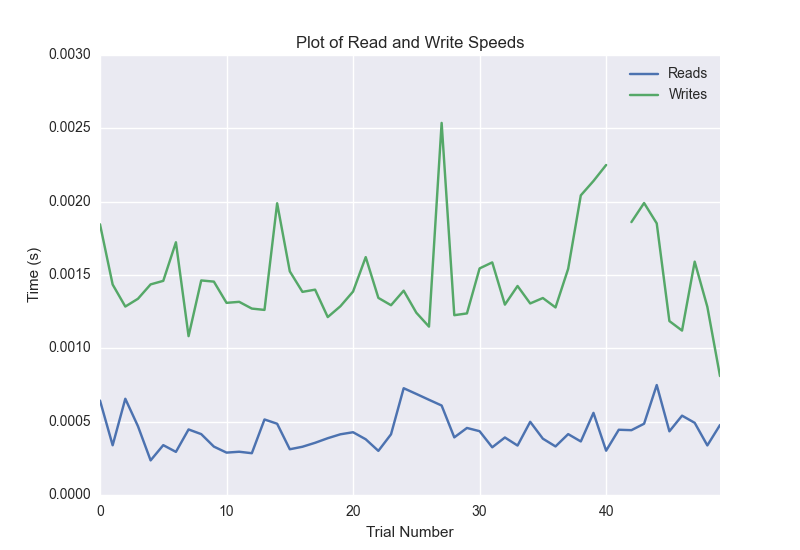 Plot of Read and Write Speeds
0.0030
0.0025
0.0020
0.0015
0.0010
0.0005
0.0000
Time (s)
Reads
Writes
0 10 20 30 40
Trial Number